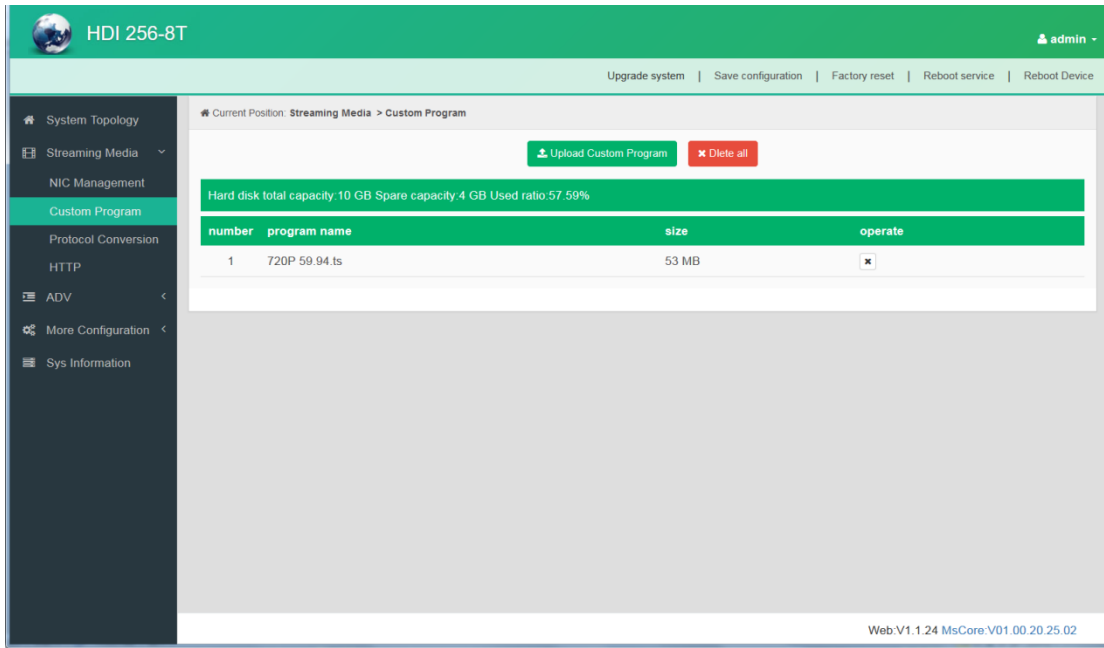 HDI 256-8T
admin
Upgrade system | Save configuration | Factory reset | Reboot service | Reboot Device
System Topology
Streaming Media
NIC Management
Custom Program
Protocol Conversion
HTTP
ADV
More Configuration
Sys Information
Current Position: Streaming Media > Custom Program
Upload Custom Program
Dlete all
Hard disk total capacity:10 GB Spare capacity:4 GB Used ratio:57.59%
number program name size operate
1 720P 59.94.ts 53 MB
Web:V1.1.24 MsCore:V01.00.20.25.02